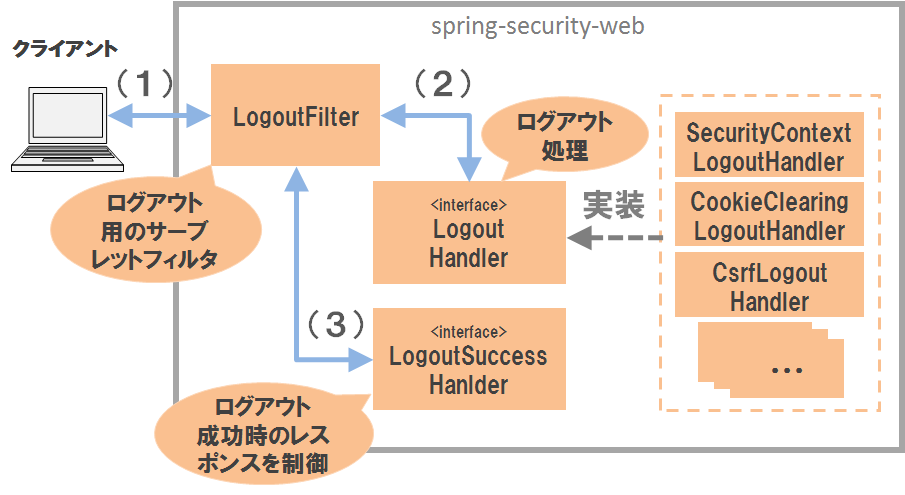 spring-security-web
クライアント
(1)
LogoutFilter
(2)
ログアウト
処理
ログアウト
用のサーブ
レットフィルタ
<interface>
Logout
Handler
実装
SecurityContext
LogoutHandler
CookieClearing
LogoutHandler
CsrfLogout
Handler
...
(3)
<interface>
LogoutSuccess
Hanlder
ログアウト
成功時のレス
ポンスを制御